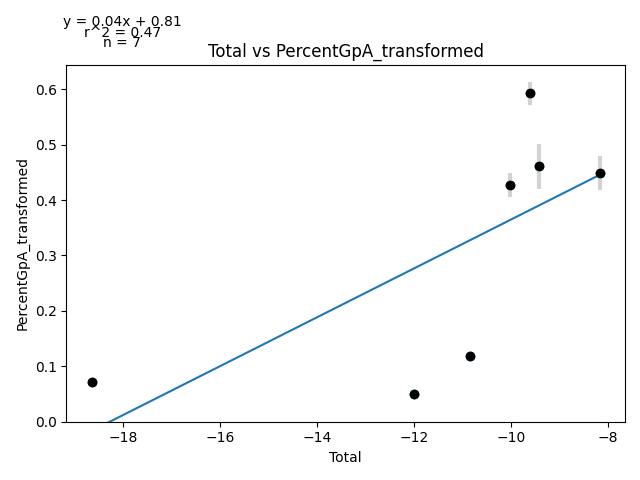 y = 0.04x + 0.81
r^2 = 0.47
n = 7
Total vs PercentGpA_transformed
PercentGpA_transformed
0.6
0.5
0.4
0.3
0.2
0.1
0.0
−18 −16 −14 −12 −10 −8
Total